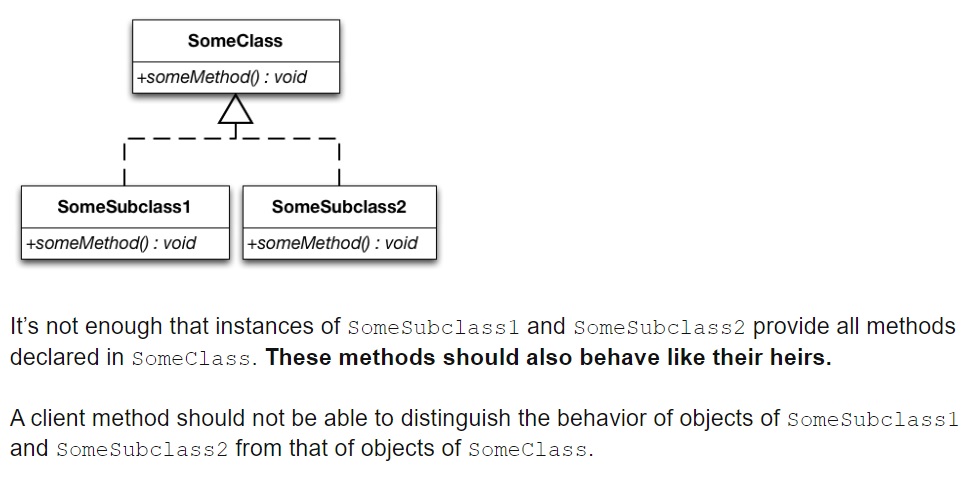 SomeClass
+someMethod() : void
SomeSubclass1
+someMethod() : void
SomeSubclass2
+someMethod() : void
It’s not enough that instances of SomeSubclass1 and SomeSubclass2 provide all methods
declared in SomeClass. These methods should also behave like their heirs.
A client method should not be able to distinguish the behavior of objects of SomeSubclass1
and SomeSubclass2 from that of objects of SomeClass.